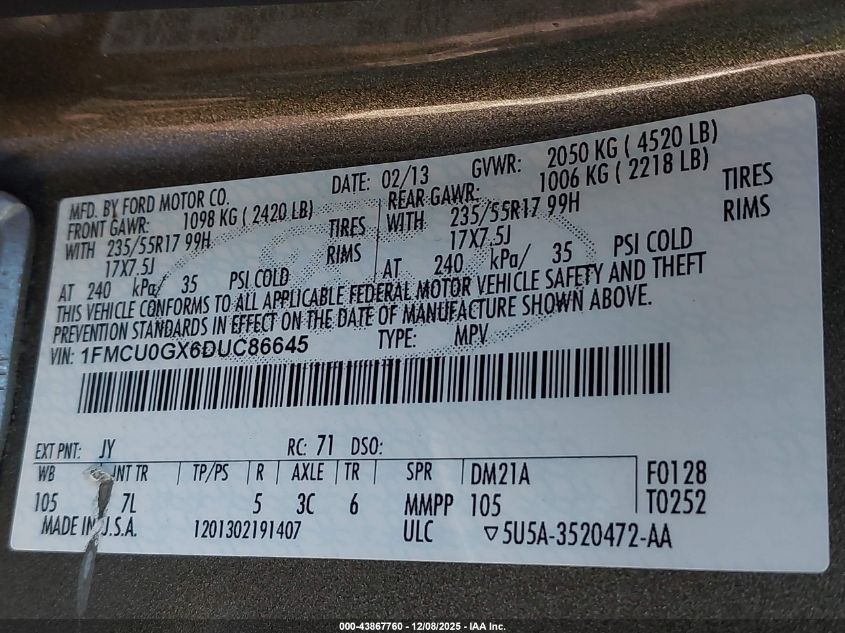 MFD. BY FORD MOTOR CO. DATE: 02/13 GVWR: 2050 KG ( 4520 LB)
FRONT GAWR: 1098 KG ( 2420 LB) REAR GAWR: 1006 KG ( 2218 LB)
WITH 235/55R17 99H TIRES WITH 235/55R17 99H TIRES
17X7.5J RIMS 17X7.5J RIMS
AT 240 kPa/ 35 PSI COLD AT 240 kPa/ 35 PSI COLD
THIS VEHICLE CONFORMS TO ALL APPLICABLE FEDERAL MOTOR VEHICLE SAFETY AND THEFT
PREVENTION STANDARDS IN EFFECT ON THE DATE OF MANUFACTURE SHOWN ABOVE.
VIN: 1FMCU0GX6DUC86645 TYPE: MPV
EXT PNT: JY RC: 71 DSO:
WB INT TR TP/PS R AXLE TR SPR DM21A F0128
105 7L 5 3C 6 MMPP 105 T0252
MADE IN U.S.A. 1201302191407 ULC ▽5U5A-3520472-AA
000-43867760 - 12/08/2025 - IAA Inc.